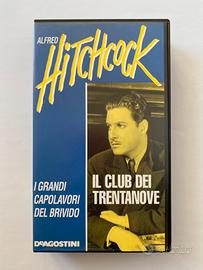 ALFRED
HITCHCOCK
I GRANDI
CAPOLAVORI
DEL BRIVIDO
IL CLUB DEI
TRENTANOVE
DEAGOSTINI